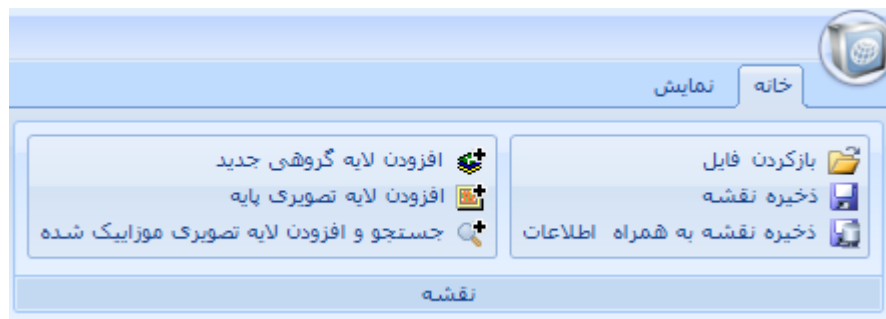 خانه
نمایش
بازکردن فایل
ذخیره نقشه
ذخیره نقشه به همراه اطلاعات
افزودن لایه گروهی جدید
افزودن لایه تصویری پایه
جستجو و افزودن لایه تصویری موزاییک شده
نقشه